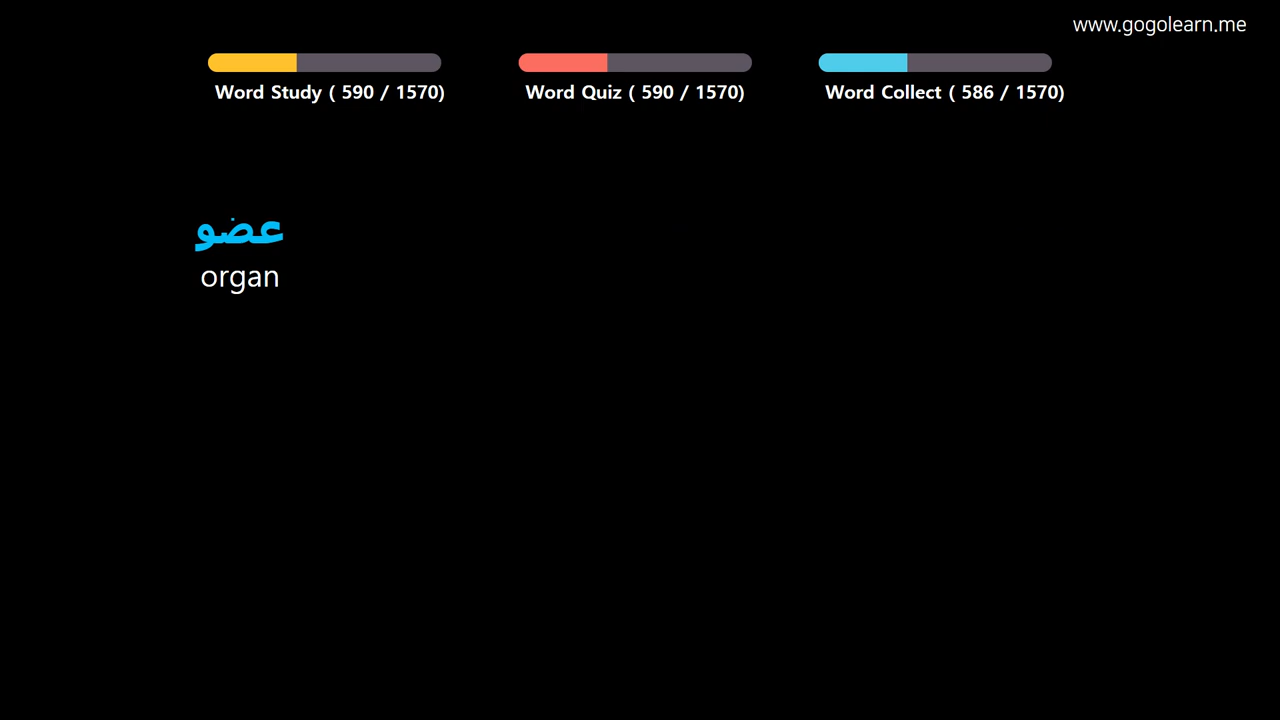 www.gogolearn.me
Word Study ( 590 / 1570)
Word Quiz ( 590 / 1570)
Word Collect ( 586 / 1570)
عضو
organ